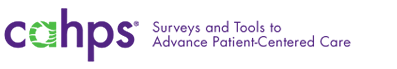 cahps®
Surveys and Tools to
Advance Patient-Centered Care